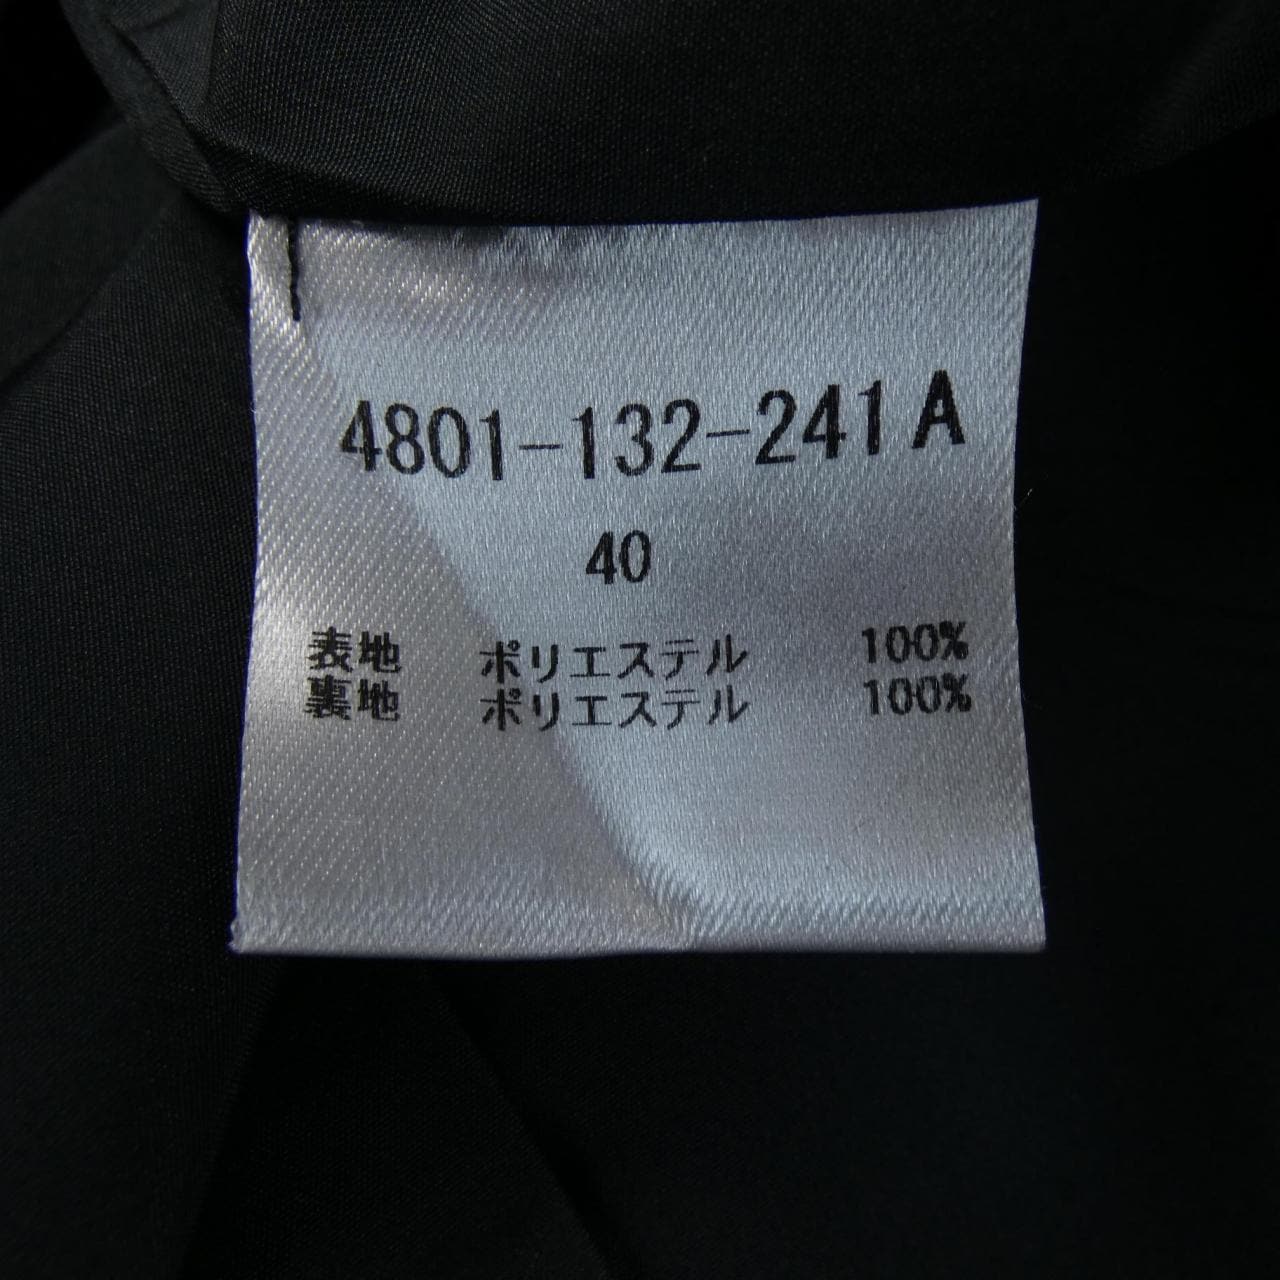 4801-132-241A
40
表地 ポリエステル 100%
裏地 ポリエステル 100%